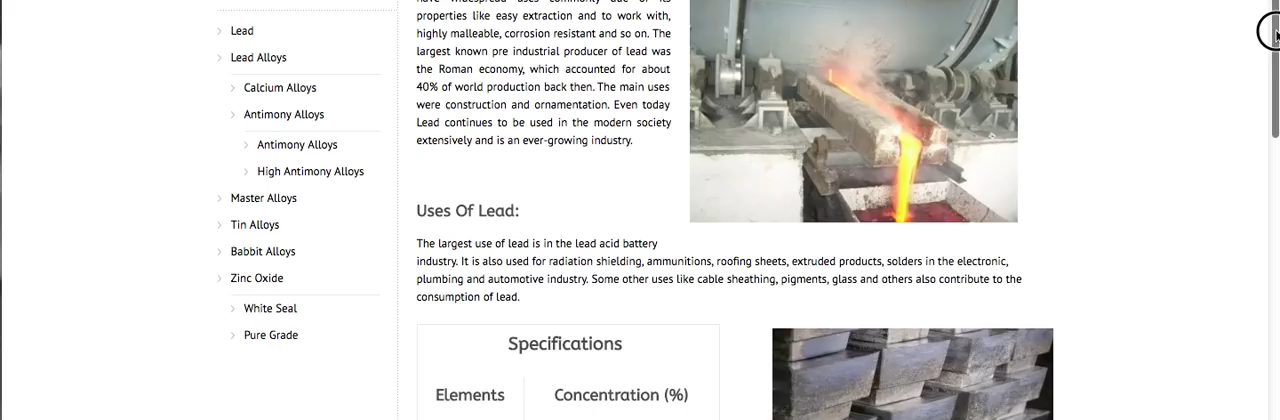 Lead
Lead Alloys
Calcium Alloys
Antimony Alloys
Antimony Alloys
High Antimony Alloys
Master Alloys
Tin Alloys
Babbit Alloys
Zinc Oxide
White Seal
Pure Grade
have widespread uses commonly due to its
properties like easy extraction and to work with,
highly malleable, corrosion resistant and so on. The
largest known pre industrial producer of lead was
the Roman economy, which accounted for about
40% of world production back then. The main uses
were construction and ornamentation. Even today
Lead continues to be used in the modern society
extensively and is an ever-growing industry.
Uses Of Lead:
The largest use of lead is in the lead acid battery
industry. It is also used for radiation shielding, ammunitions, roofing sheets, extruded products, solders in the electronic,
plumbing and automotive industry. Some other uses like cable sheathing, pigments, glass and others also contribute to the
consumption of lead.
Specifications
Elements Concentration (%)